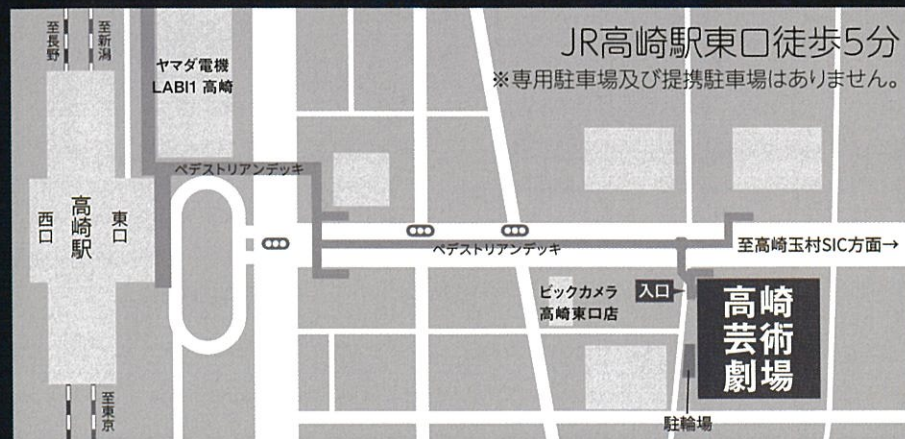 JR高崎駅東口徒歩5分
※専用駐車場及び提携駐車場はありません。
至長野
至新潟
ヤマダ電機
LABI1 高崎
ペデストリアンデッキ
西口
高崎駅
東口
ペデストリアンデッキ
至高崎玉村SIC方面→
ビックカメラ
高崎東口店
入口
高崎
芸術
劇場
駐輪場
至東京